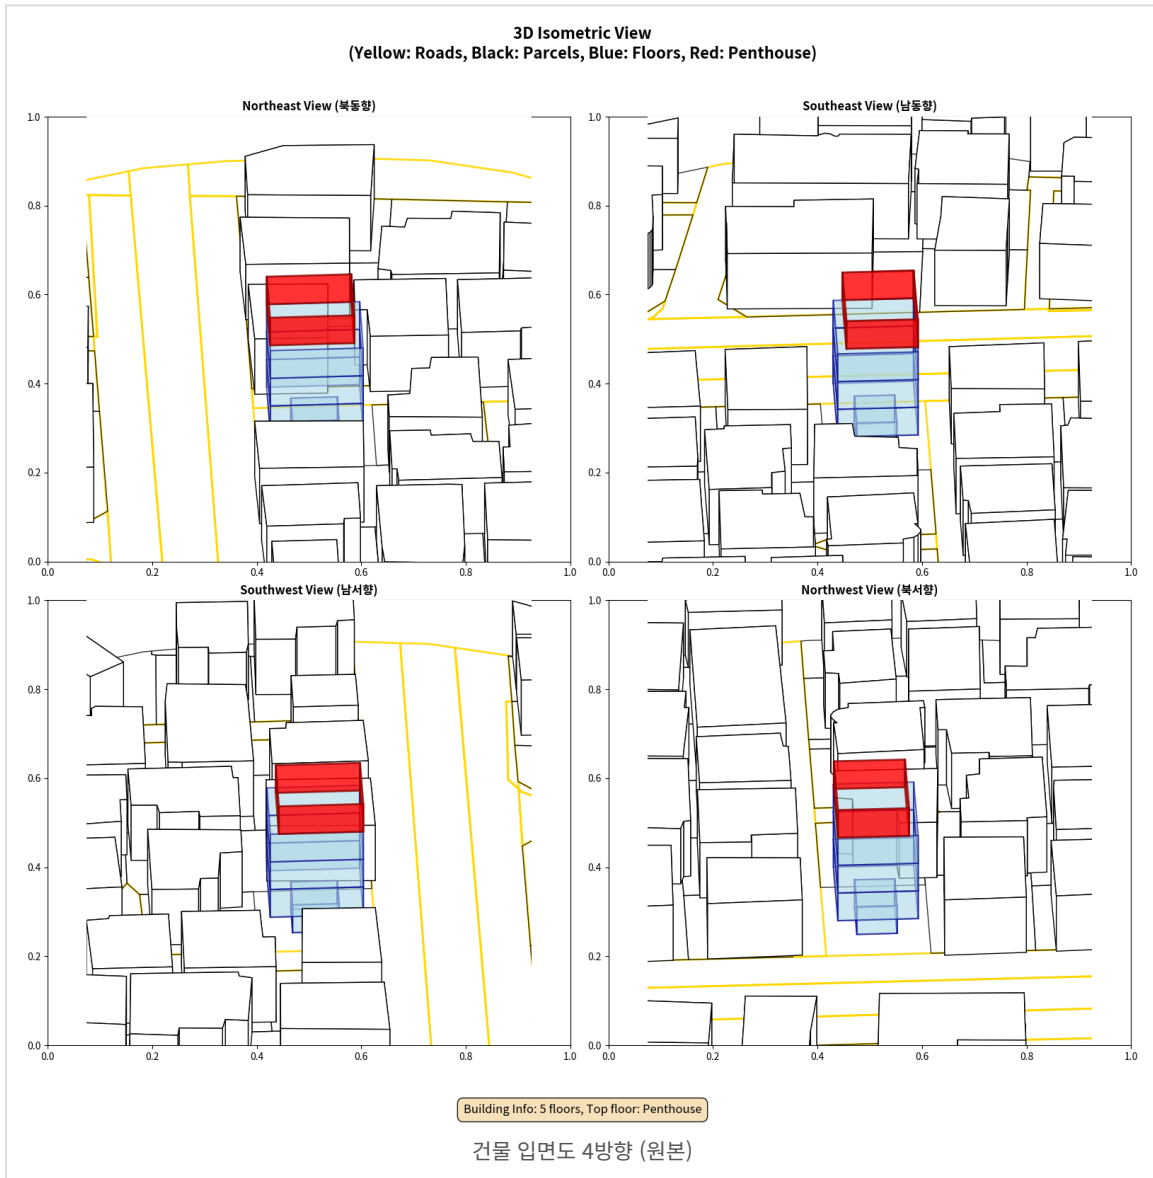 3D Isometric View
(Yellow: Roads, Black: Parcels, Blue: Floors, Red: Penthouse)
Northeast View (북동향)
1.0
0.8
0.6
0.4
0.2
0.0
0.0 0.2 0.4 0.6 0.8 1.0
Southeast View (남동향)
1.0
0.8
0.6
0.4
0.2
0.0
0.0 0.2 0.4 0.6 0.8 1.0
Southwest View (남서향)
1.0
0.8
0.6
0.4
0.2
0.0
0.0 0.2 0.4 0.6 0.8 1.0
Northwest View (북서향)
1.0
0.8
0.6
0.4
0.2
0.0
0.0 0.2 0.4 0.6 0.8 1.0
Building Info: 5 floors, Top floor: Penthouse
건물 입면도 4방향 (원본)